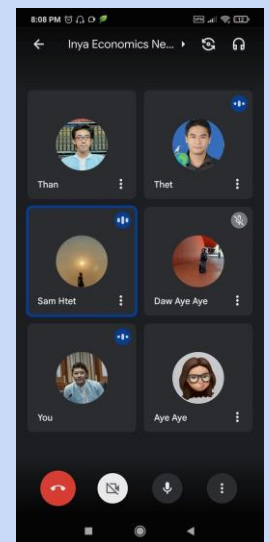 8:08 PM
Inya Economics Ne...
Than
Thet
Sam Htet
Daw Aye Aye
You
Aye Aye